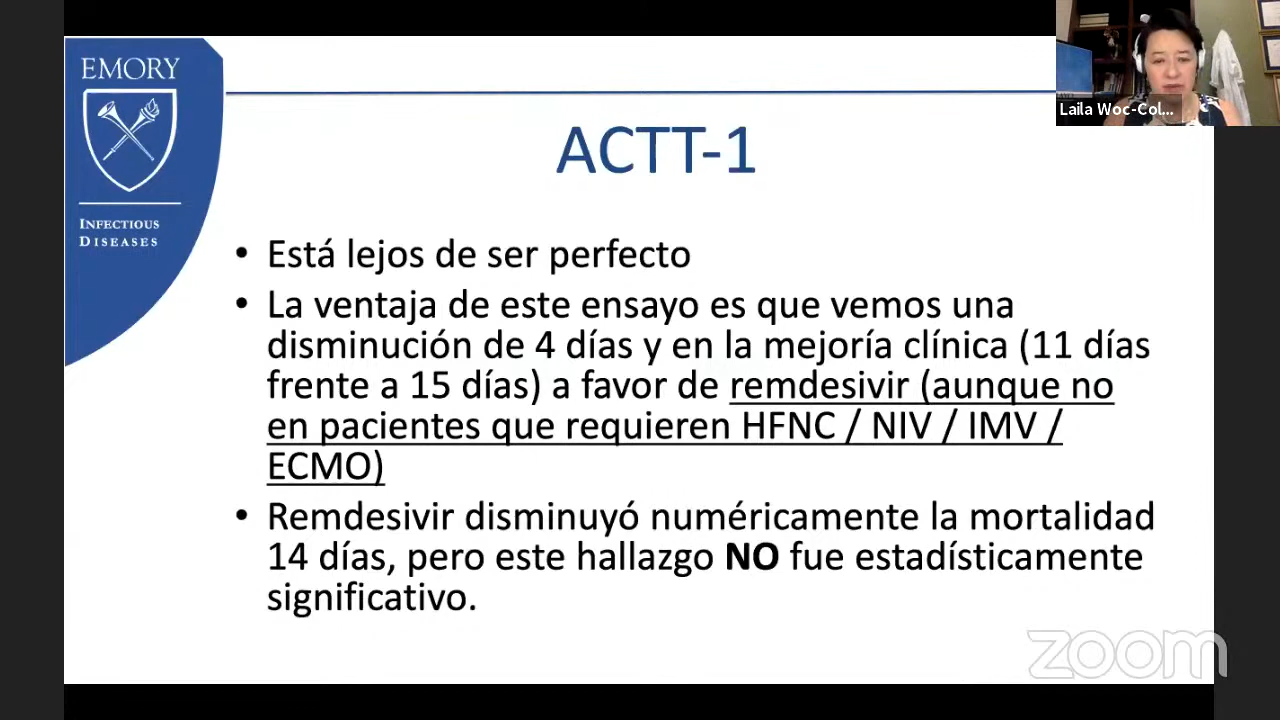 EMORY
INFECTIOUS
DISEASES
Laila Woc-Col...
ACTT-1
• Está lejos de ser perfecto
• La ventaja de este ensayo es que vemos una
disminución de 4 días y en la mejoría clínica (11 días
frente a 15 días) a favor de remdesivir (aunque no
en pacientes que requieren HFNC / NIV / IMV /
ECMO)
• Remdesivir disminuyó numéricamente la mortalidad
14 días, pero este hallazgo NO fue estadísticamente
significativo.
zoom